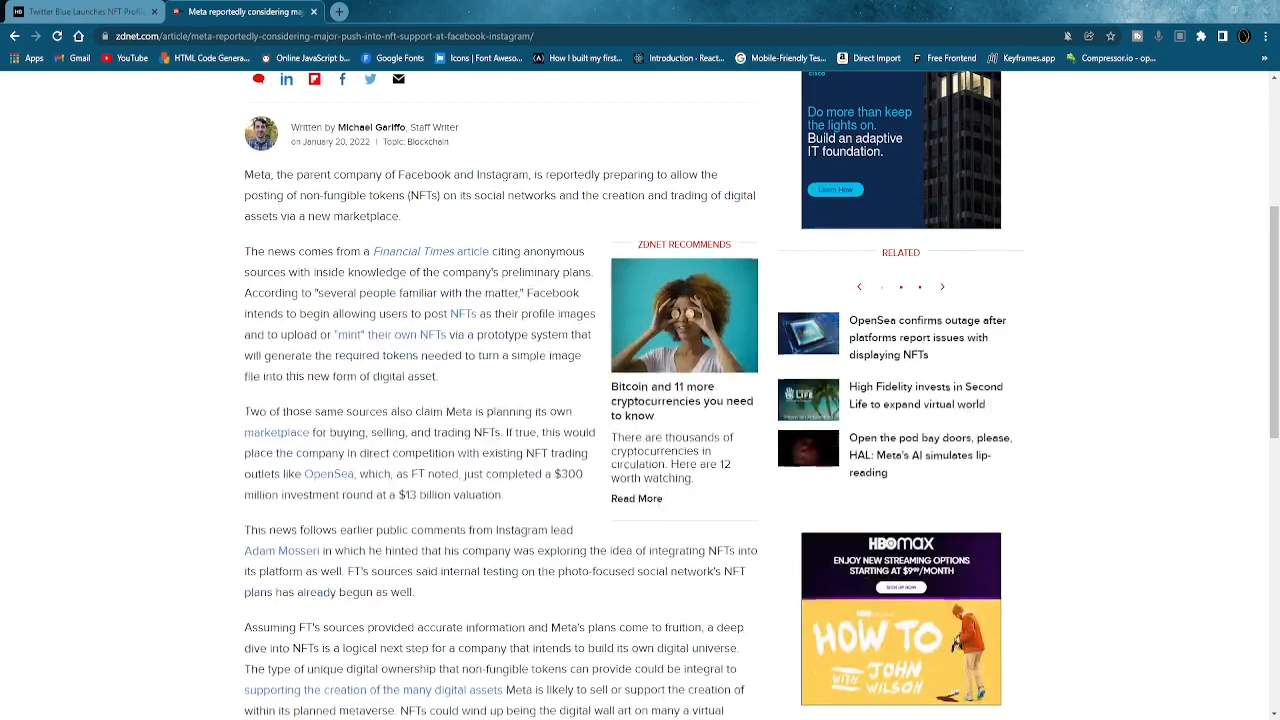 Twitter Blue Launches NFT Profil
Meta reportedly considering maj
zdnet.com/article/meta-reportedly-considering-major-push-into-nft-support-at-facebook-instagram/
Apps
Gmail
YouTube
HTML Code Genera...
Online JavaScript b...
Google Fonts
Icons | Font Aweso...
How I built my first...
Introduction - React...
Mobile-Friendly Tes...
Direct Import
Free Frontend
Keyframes.app
Compressor.io - op...
Written by Michael Gariffo, Staff Writer
on January 20, 2022 | Topic: Blockchain
Meta, the parent company of Facebook and Instagram, is reportedly preparing to allow the
posting of non-fungible tokens (NFTs) on its social networks and the creation and trading of digital
assets via a new marketplace.
The news comes from a Financial Times article citing anonymous
sources with inside knowledge of the company's preliminary plans.
According to "several people familiar with the matter," Facebook
intends to begin allowing users to post NFTs as their profile images
and to upload or "mint" their own NFTs via a prototype system that
will generate the required tokens needed to turn a simple image
file into this new form of digital asset.
Two of those same sources also claim Meta is planning its own
marketplace for buying, selling, and trading NFTs. If true, this would
place the company in direct competition with existing NFT trading
outlets like OpenSea, which, as FT noted, just completed a $300
million investment round at a $13 billion valuation.
This news follows earlier public comments from Instagram lead
Adam Mosseri in which he hinted that his company was exploring the idea of integrating NFTs into
its platform as well. FT's sources said internal testing on the photo-focused social network's NFT
plans has already begun as well.
Assuming FT's sources provided accurate information and Meta's plans come to fruition, a deep
dive into NFTs is a logical next step for a company that intends to build its own digital universe.
The type of unique digital ownership that non-fungible tokens can provide could be integral to
supporting the creation of the many digital assets Meta is likely to sell or support the creation of
within its planned metaverse. NFTs could wind up being the digital wall art on many a virtual
ZDNET RECOMMENDS
Bitcoin and 11 more
cryptocurrencies you need
to know
There are thousands of
cryptocurrencies in
circulation. Here are 12
worth watching.
Read More
CISCO
Do more than keep
the lights on.
Build an adaptive
IT foundation.
Learn How
RELATED
OpenSea confirms outage after
platforms report issues with
displaying NFTs
High Fidelity invests in Second
Life to expand virtual world
Open the pod bay doors, please,
HAL: Meta's AI simulates lip-
reading
HBOmax
ENJOY NEW STREAMING OPTIONS
STARTING AT $9⁹⁹/MONTH
SIGN UP NOW
HOW TO
WITH JOHN
WILSON